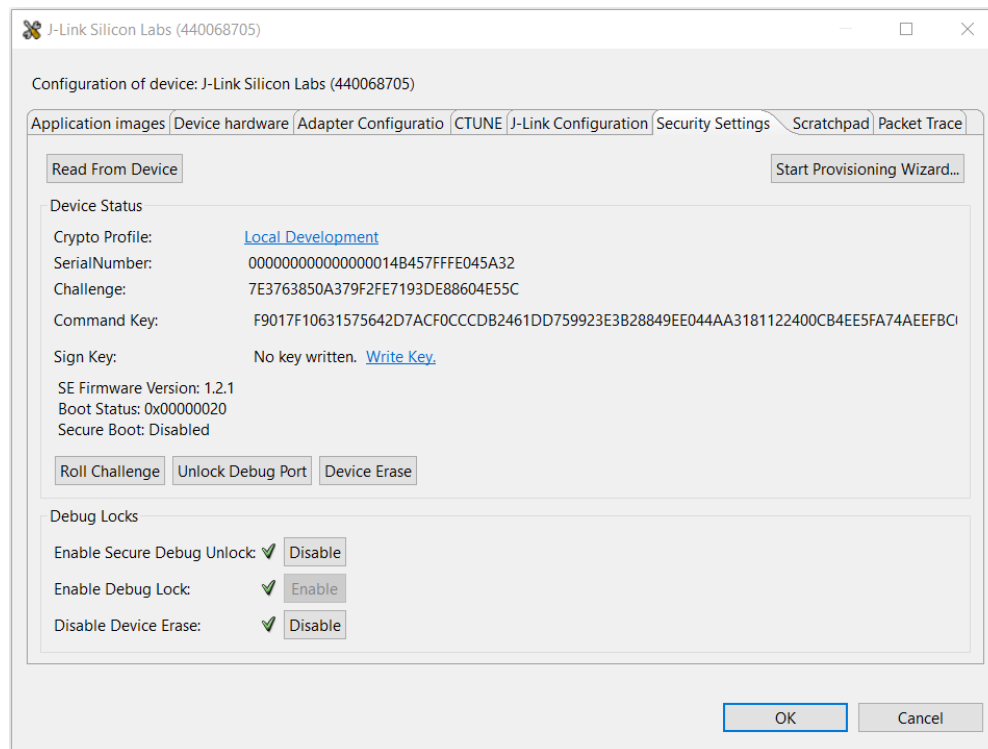 J-Link Silicon Labs (440068705)
Configuration of device: J-Link Silicon Labs (440068705)
Application images Device hardware Adapter Configuratio CTUNE J-Link Configuration Security Settings Scratchpad Packet Trace
Read From Device Start Provisioning Wizard...
Device Status
Crypto Profile: Local Development
SerialNumber: 000000000000000014B457FFFE045A32
Challenge: 7E3763850A379F2FE7193DE88604E55C
Command Key: F9017F10631575642D7ACF0CCCDB2461DD759923E3B28849EE044AA3181122400CB4EE5FA74AEEFBC
Sign Key: No key written. Write Key.
SE Firmware Version: 1.2.1
Boot Status: 0x00000020
Secure Boot: Disabled
Roll Challenge Unlock Debug Port Device Erase
Debug Locks
Enable Secure Debug Unlock: Disable
Enable Debug Lock: Enable
Disable Device Erase: Disable
OK Cancel